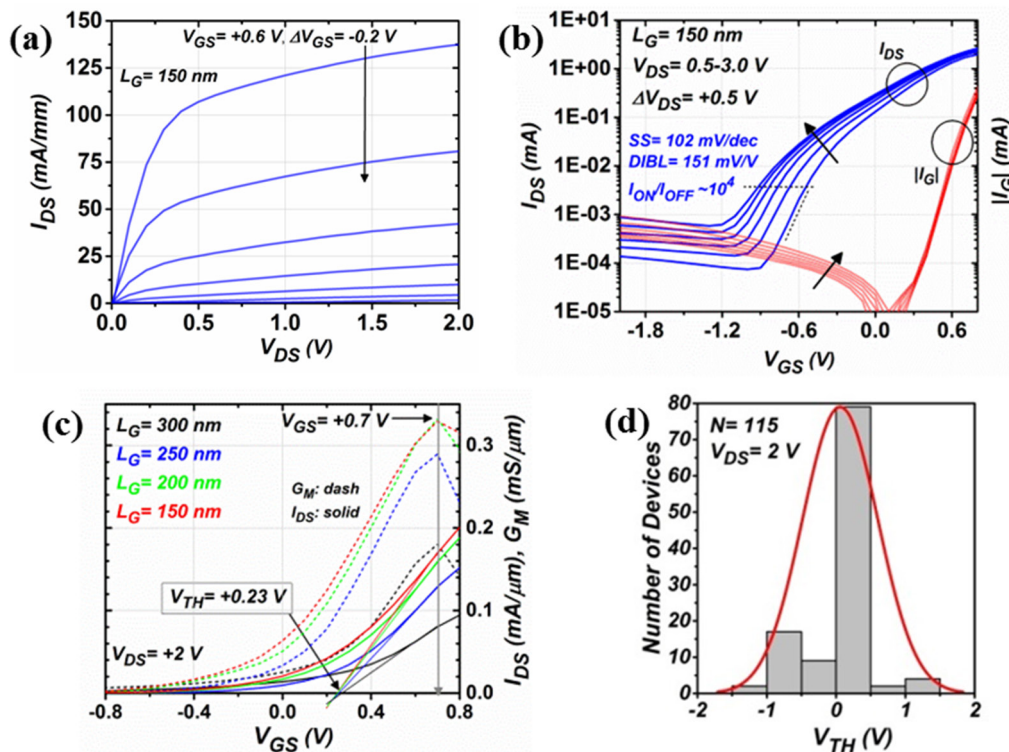 (a)
V_GS= +0.6 V, ΔV_GS= -0.2 V
L_G= 150 nm
150
125
100
75
50
25
0
I_DS (mA/mm)
0.0 0.5 1.0 1.5 2.0
V_DS (V)
(b)
L_G= 150 nm
V_DS= 0.5-3.0 V
ΔV_DS= +0.5 V
SS= 102 mV/dec
DIBL= 151 mV/V
I_ON/I_OFF ~10^4
I_DS
|I_G|
1E+01
1E+00
1E-01
1E-02
1E-03
1E-04
1E-05
I_DS (mA)
|I_G| (mA)
-1.8 -1.2 -0.6 0.0 0.6
V_GS (V)
(c)
L_G= 300 nm
L_G= 250 nm
L_G= 200 nm
L_G= 150 nm
V_GS= +0.7 V
G_M: dash
I_DS: solid
V_TH= +0.23 V
V_DS= +2 V
0.3
0.2
0.1
0.0
I_DS (mA/μm), G_M (mS/μm)
-0.8 -0.4 0.0 0.4 0.8
V_GS (V)
(d)
N= 115
V_DS= 2 V
80
70
60
50
40
30
20
10
0
Number of Devices
-2 -1 0 1 2
V_TH (V)